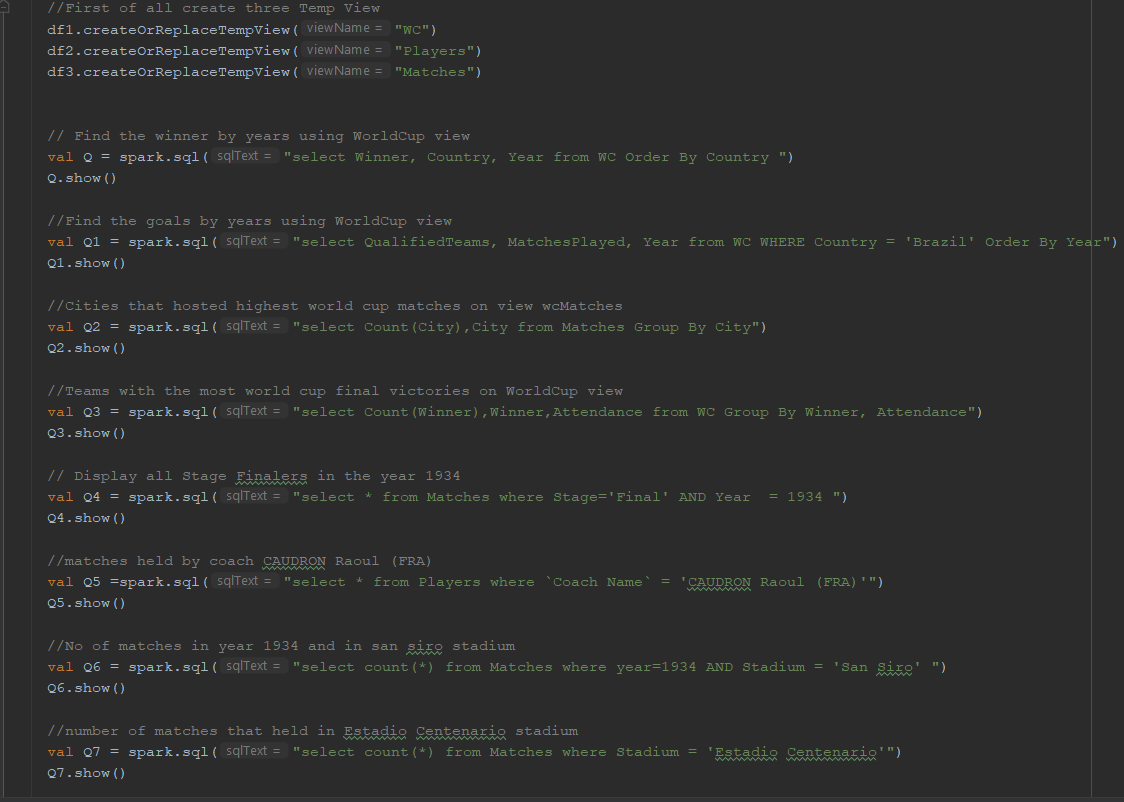 //First of all create three Temp View
df1.createOrReplaceTempView( viewName = "WC")
df2.createOrReplaceTempView( viewName = "Players")
df3.createOrReplaceTempView( viewName = "Matches")
// Find the winner by years using WorldCup view
val Q = spark.sql( sqlText = "select Winner, Country, Year from WC Order By Country ")
Q.show()
//Find the goals by years using WorldCup view
val Q1 = spark.sql( sqlText = "select QualifiedTeams, MatchesPlayed, Year from WC WHERE Country = 'Brazil' Order By Year")
Q1.show()
//Cities that hosted highest world cup matches on view wcMatches
val Q2 = spark.sql( sqlText = "select Count(City),City from Matches Group By City")
Q2.show()
//Teams with the most world cup final victories on WorldCup view
val Q3 = spark.sql( sqlText = "select Count(Winner),Winner,Attendance from WC Group By Winner, Attendance")
Q3.show()
// Display all Stage Finalers in the year 1934
val Q4 = spark.sql( sqlText = "select * from Matches where Stage='Final' AND Year  = 1934 ")
Q4.show()
//matches held by coach CAUDRON Raoul (FRA)
val Q5 =spark.sql( sqlText = "select * from Players where `Coach Name` = 'CAUDRON Raoul (FRA)'")
Q5.show()
//No of matches in year 1934 and in san siro stadium
val Q6 = spark.sql( sqlText = "select count(*) from Matches where year=1934 AND Stadium = 'San Siro' ")
Q6.show()
//number of matches that held in Estadio Centenario stadium
val Q7 = spark.sql( sqlText = "select count(*) from Matches where Stadium = 'Estadio Centenario'")
Q7.show()